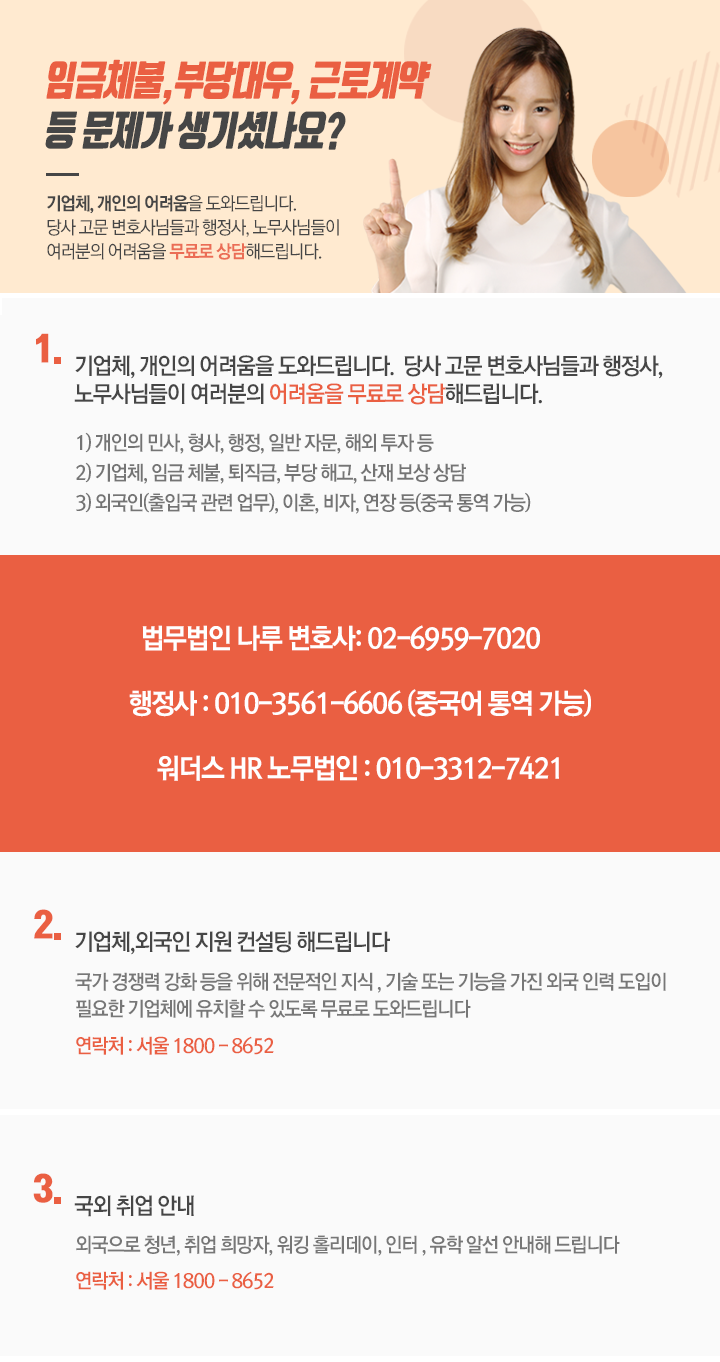 임금체불,부당대우, 근로계약
등 문제가 생기셨나요?
기업체, 개인의 어려움을 도와드립니다.
당사 고문 변호사님들과 행정사, 노무사님들이
여러분의 어려움을 무료로 상담해드립니다.
1. 기업체, 개인의 어려움을 도와드립니다. 당사 고문 변호사님들과 행정사,
노무사님들이 여러분의 어려움을 무료로 상담해드립니다.
1) 개인의 민사, 형사, 행정, 일반 자문, 해외 투자 등
2) 기업체, 임금 체불, 퇴직금, 부당 해고, 산재 보상 상담
3) 외국인(출입국 관련 업무), 이혼, 비자, 연장 등(중국 통역 가능)
법무법인 나루 변호사: 02-6959-7020
행정사 : 010-3561-6606 (중국어 통역 가능)
워더스 HR 노무법인 : 010-3312-7421
2. 기업체,외국인 지원 컨설팅 해드립니다
국가 경쟁력 강화 등을 위해 전문적인 지식 , 기술 또는 기능을 가진 외국 인력 도입이
필요한 기업체에 유치할 수 있도록 무료로 도와드립니다
연락처 : 서울 1800 - 8652
3. 국외 취업 안내
외국으로 청년, 취업 희망자, 워킹 홀리데이, 인터 , 유학 알선 안내해 드립니다
연락처 : 서울 1800 - 8652